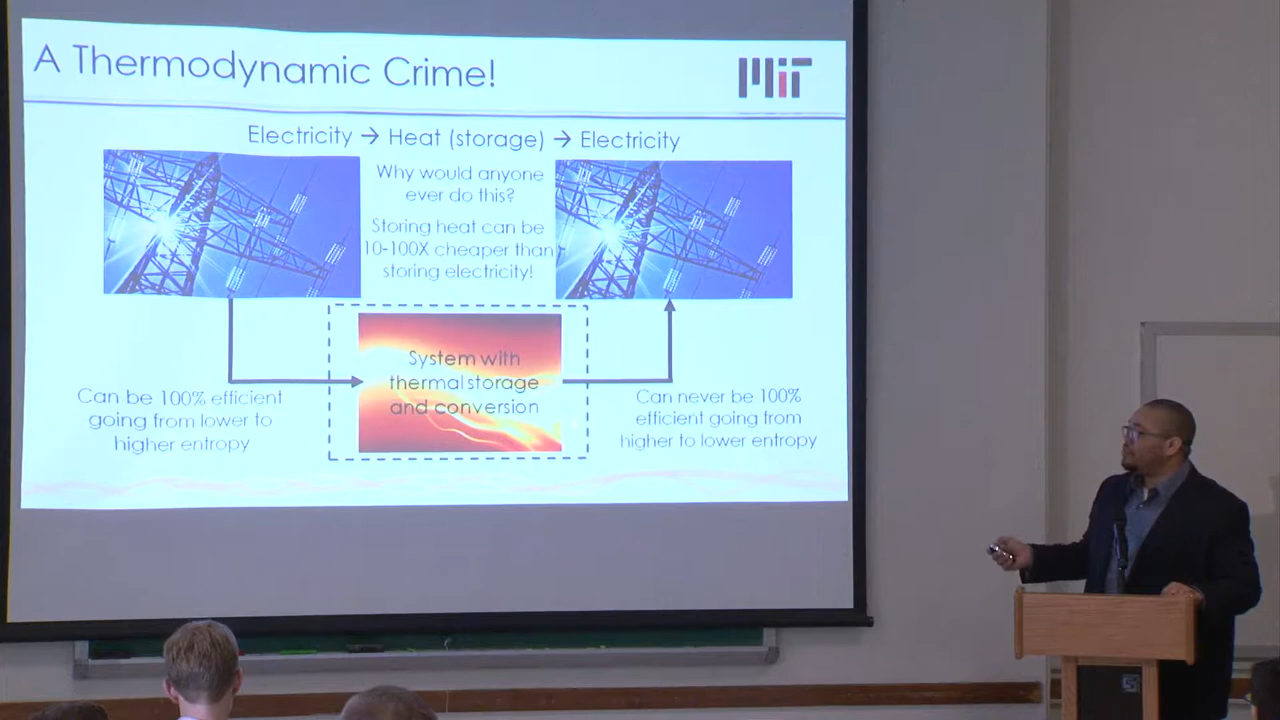 A Thermodynamic Crime!
MIT
Electricity → Heat (storage) → Electricity
Why would anyone
ever do this?
Storing heat can be
10-100X cheaper than
storing electricity!
System with
thermal storage
and conversion
Can be 100% efficient
going from lower to
higher entropy
Can never be 100%
efficient going from
higher to lower entropy